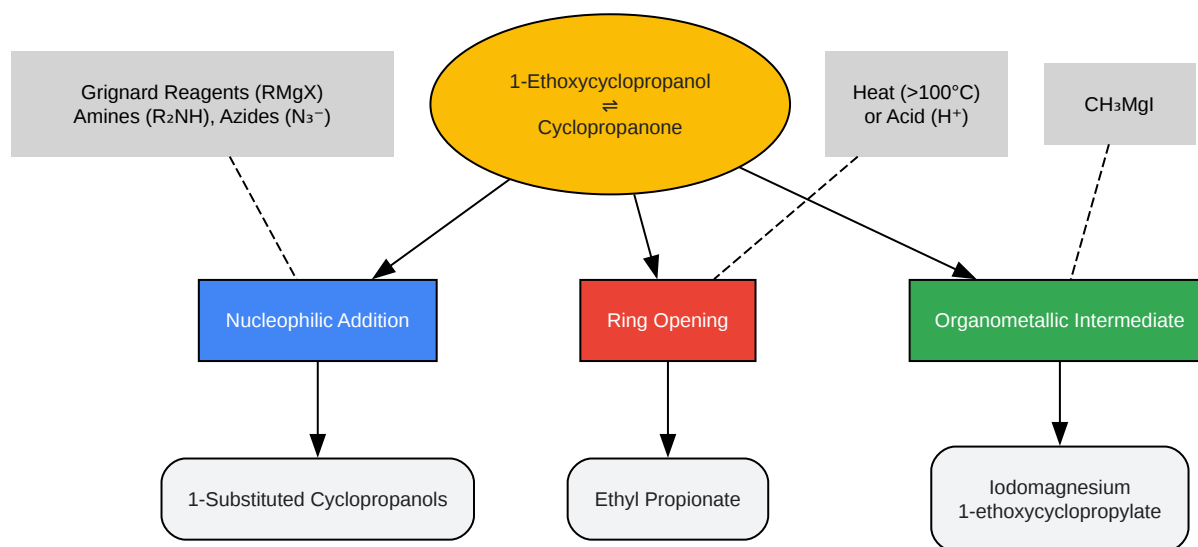 Grignard Reagents (RMgX)
Amines (R₂NH), Azides (N₃⁻)
1-Ethoxycyclopropanol
⇌
Cyclopropanone
Heat (>100°C)
or Acid (H⁺)
CH₃MgI
Nucleophilic Addition
Ring Opening
Organometallic Intermediate
1-Substituted Cyclopropanols
Ethyl Propionate
Iodomagnesium
1-ethoxycyclopropylate